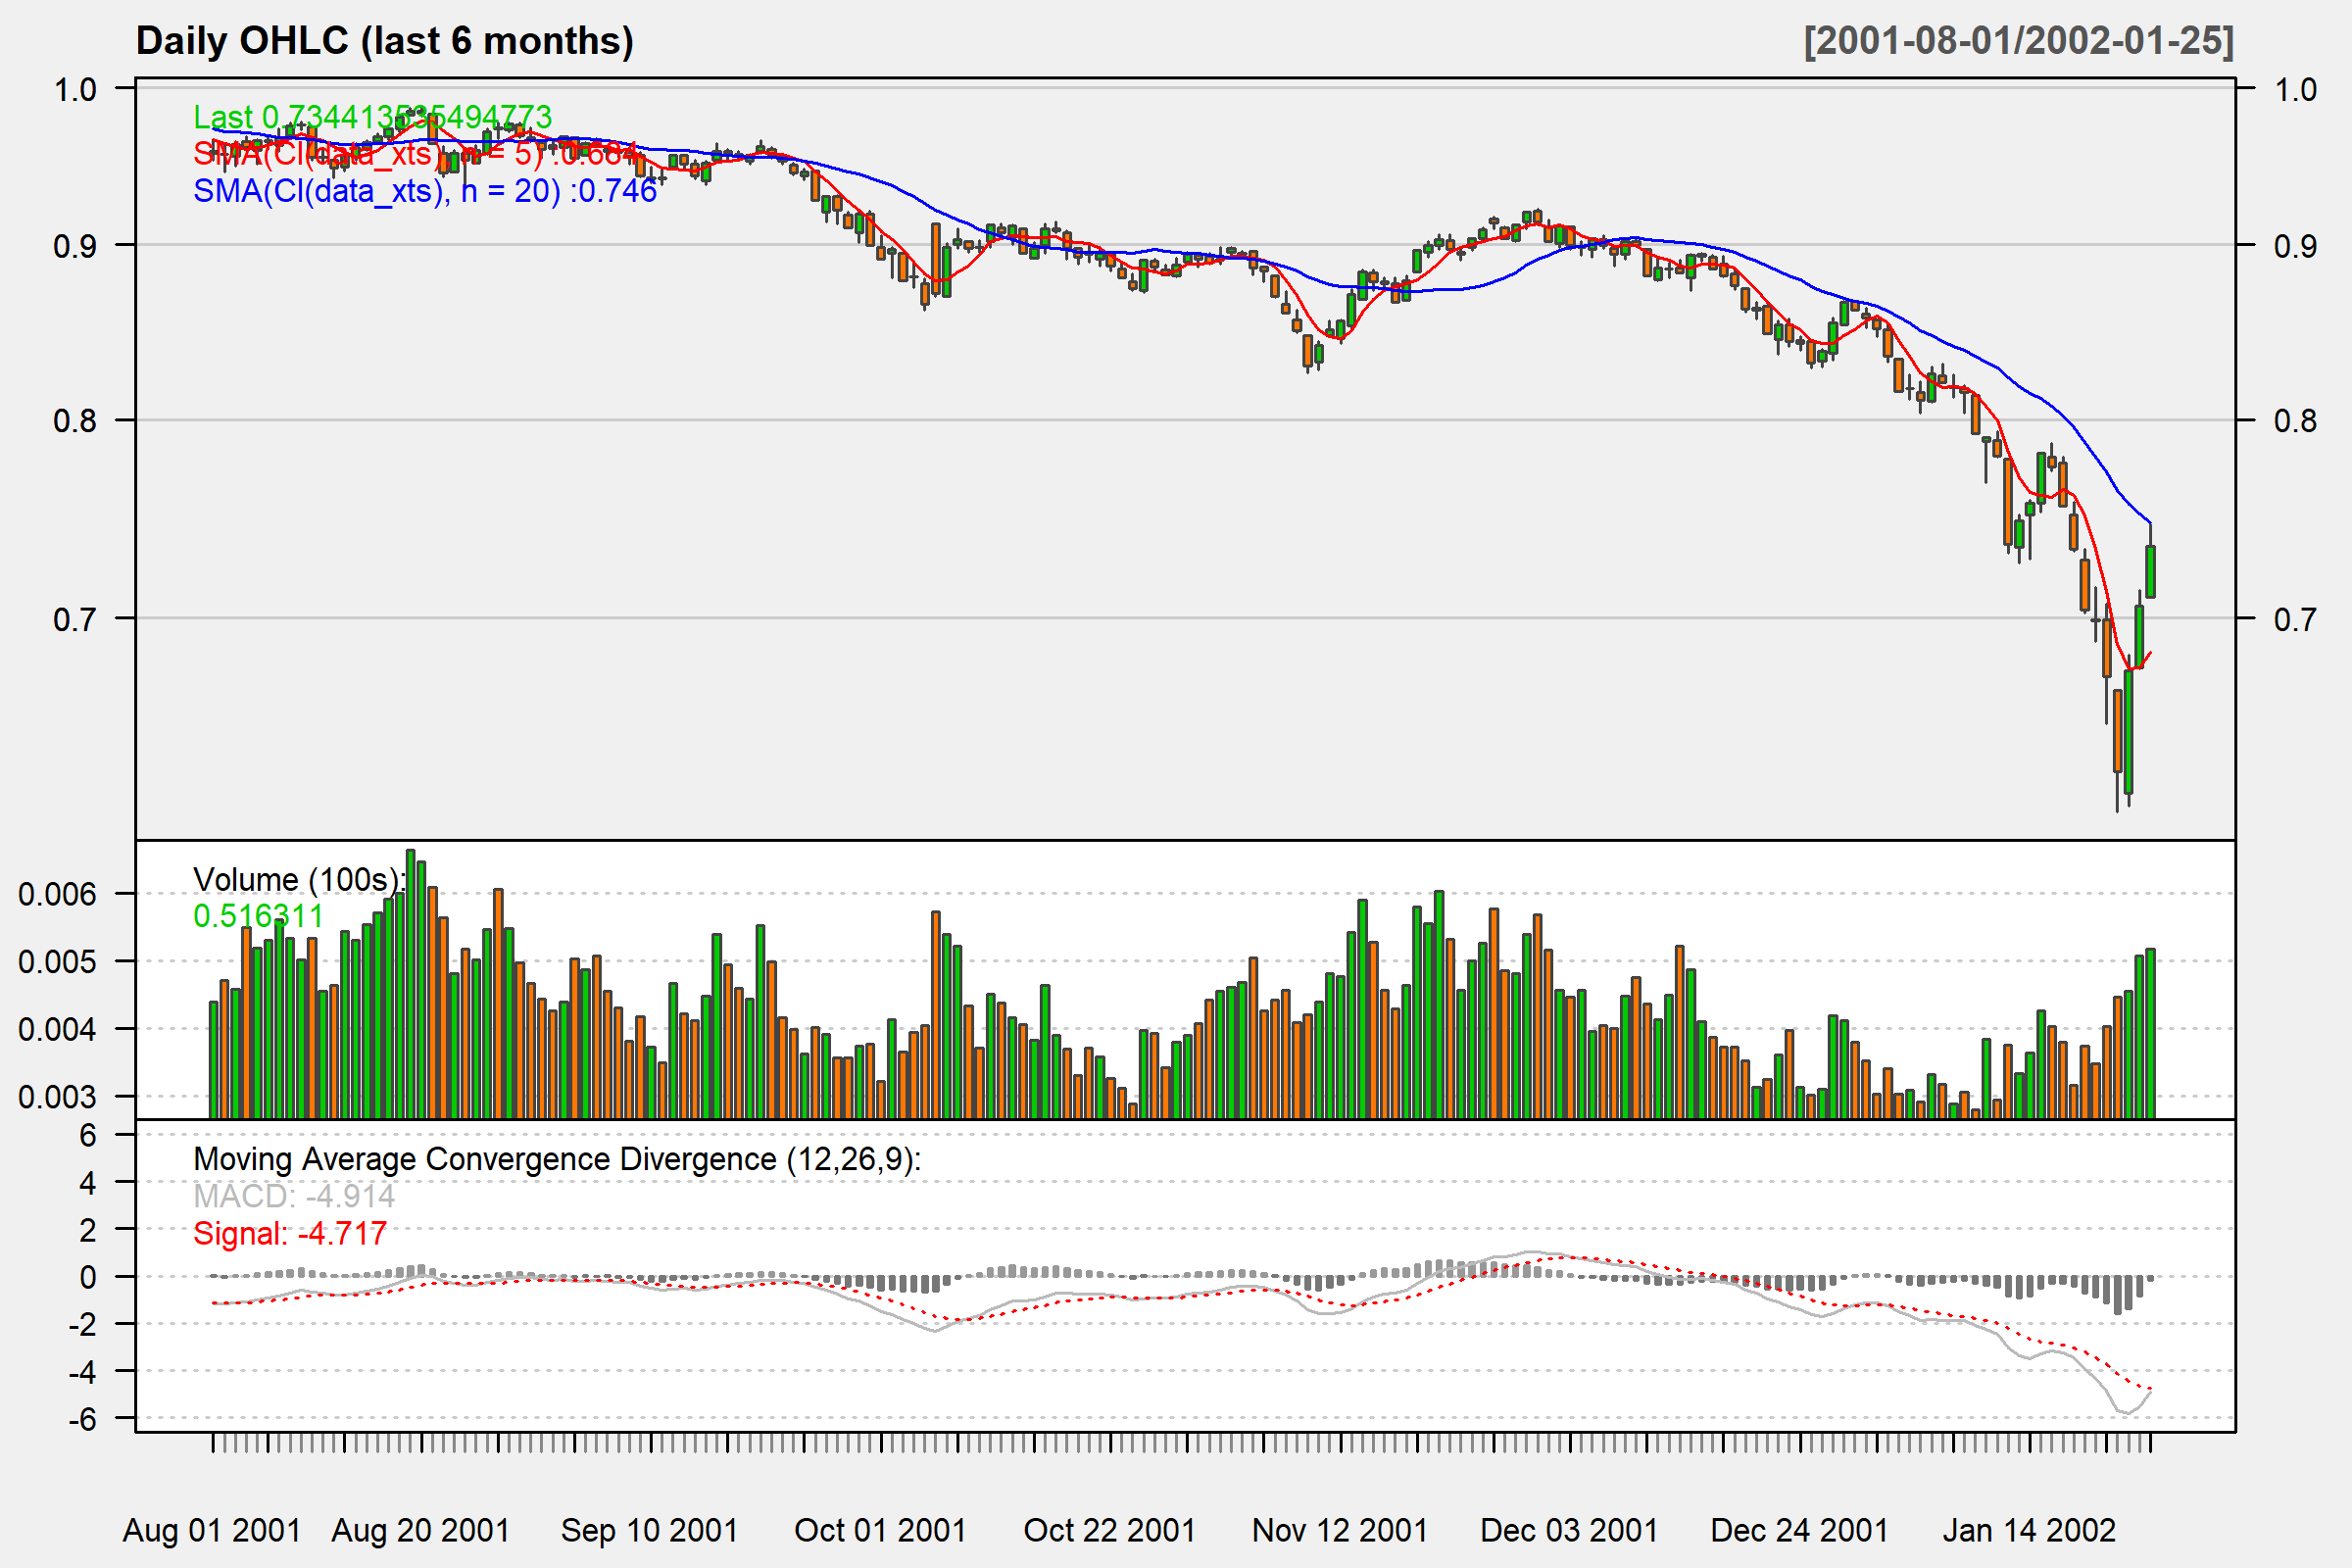 Daily OHLC (last 6 months) [2001-08-01/2002-01-25]
1.0 1.0
Last 0.734413535494773
SMA(Cl(data_xts), n = 5) :0.684
SMA(Cl(data_xts), n = 20) :0.746
0.9 0.9
0.8 0.8
0.7 0.7
Volume (100s):
0.006
0.516311
0.005
0.004
0.003
6
Moving Average Convergence Divergence (12,26,9):
4
MACD: -4.914
2
Signal: -4.717
0
-2
-4
-6
Aug 01 2001 Aug 20 2001 Sep 10 2001 Oct 01 2001 Oct 22 2001 Nov 12 2001 Dec 03 2001 Dec 24 2001 Jan 14 2002